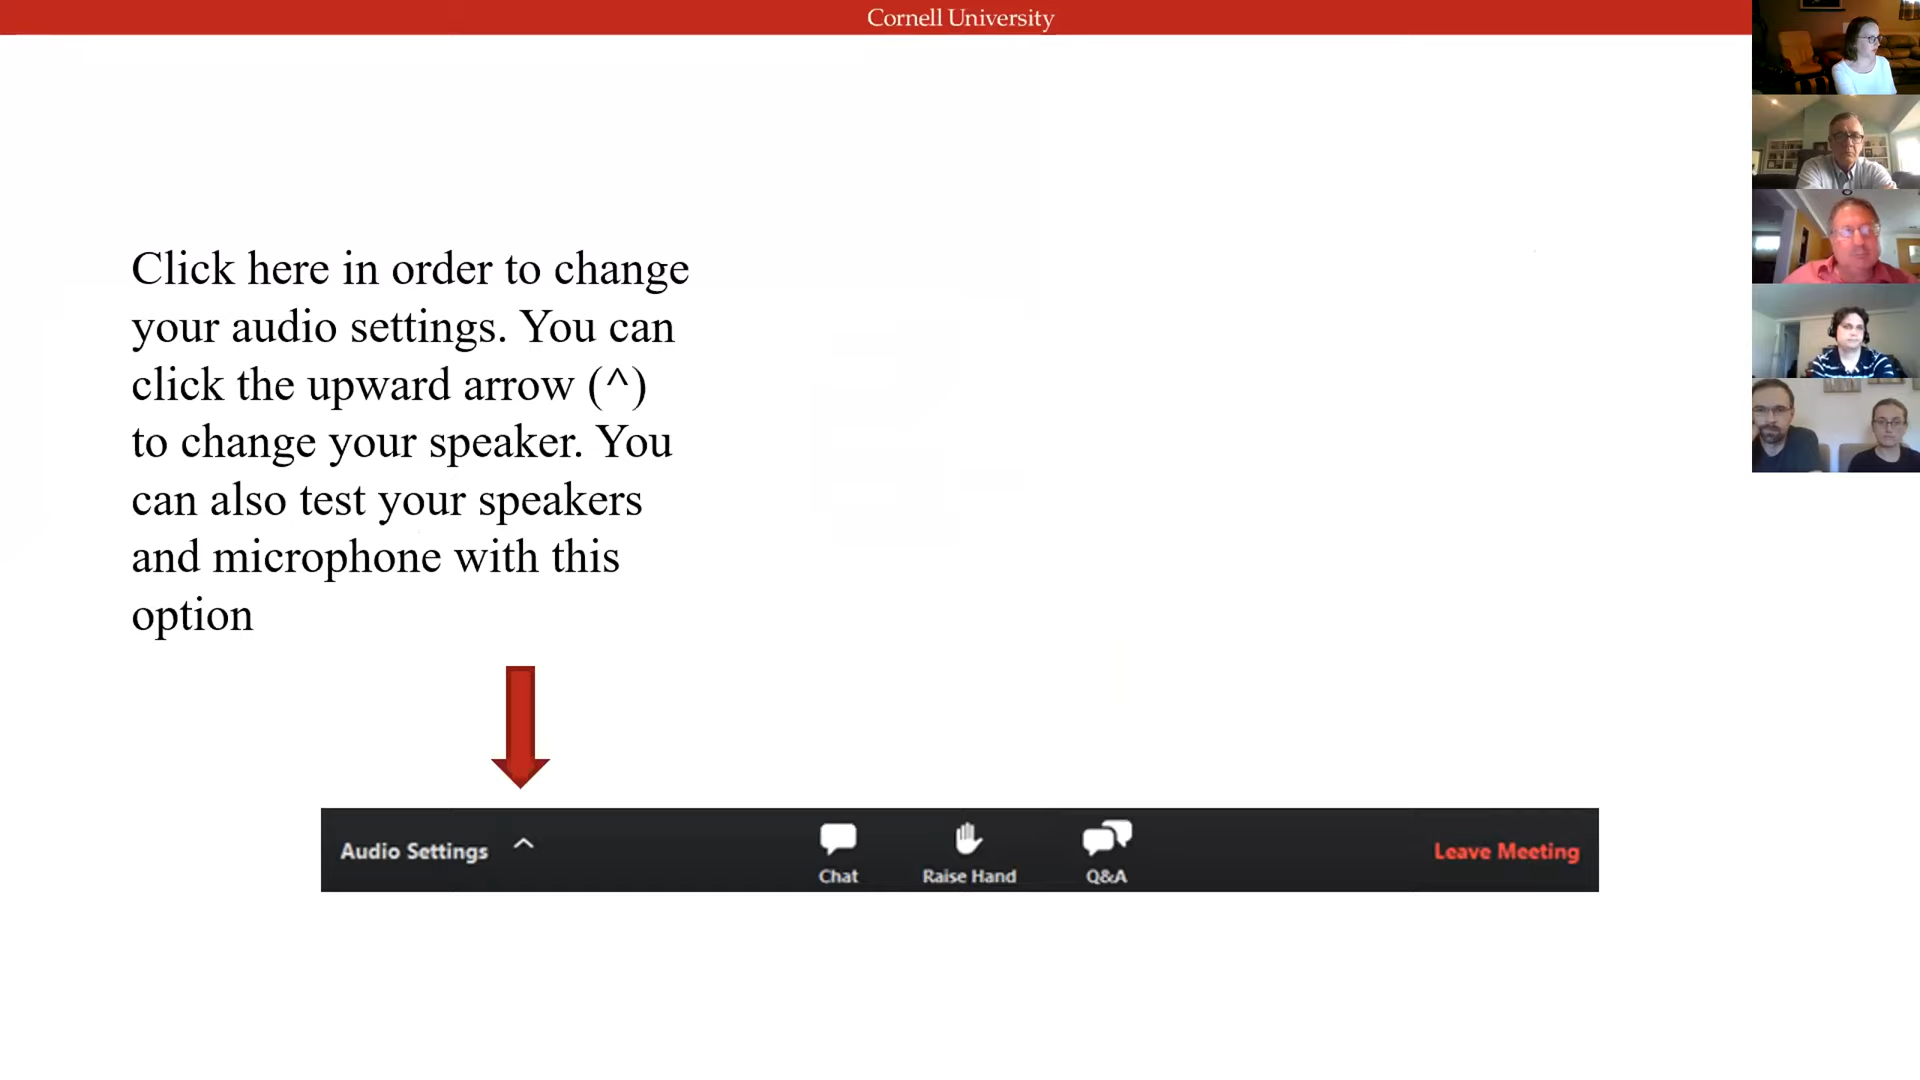 Cornell University
Click here in order to change
your audio settings. You can
click the upward arrow (^)
to change your speaker. You
can also test your speakers
and microphone with this
option
Audio Settings ^
Chat
Raise Hand
Q&A
Leave Meeting